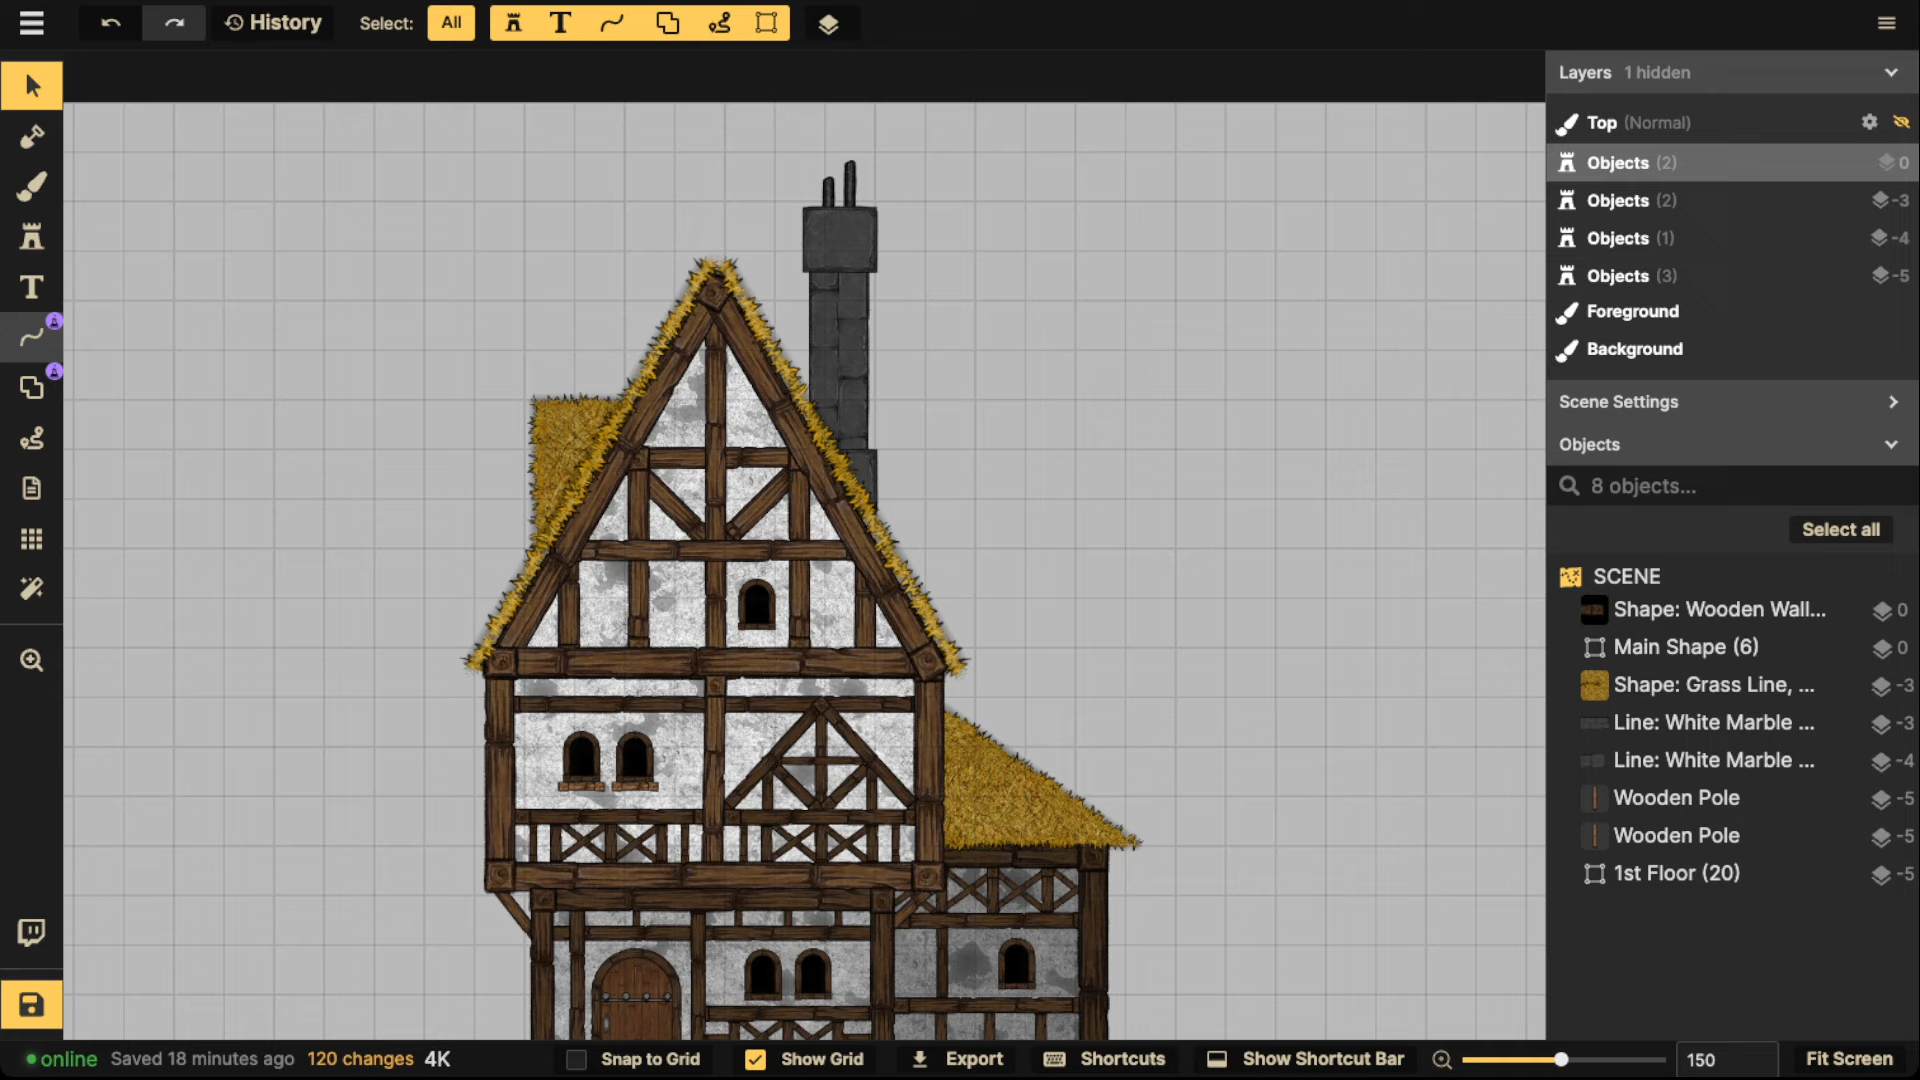 History
Select:
All
T
Layers 1 hidden
Top (Normal)
Objects (2) 0
Objects (2) -3
Objects (1) -4
Objects (3) -5
Foreground
Background
Scene Settings
Objects
8 objects...
Select all
SCENE
Shape: Wooden Wall... 0
Main Shape (6) 0
Shape: Grass Line, ... -3
Line: White Marble ... -3
Line: White Marble ... -4
Wooden Pole -5
Wooden Pole -5
1st Floor (20) -5
T
online Saved 18 minutes ago 120 changes 4K Snap to Grid Show Grid Export Shortcuts Show Shortcut Bar 150 Fit Screen